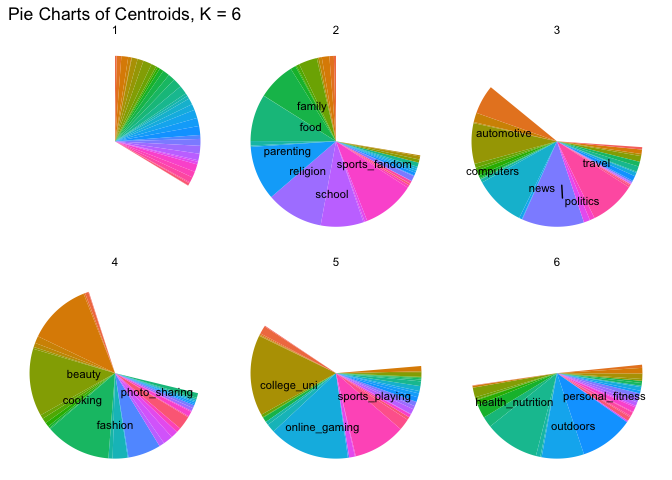 Pie Charts of Centroids, K = 6
1
2
3
family
food
parenting
religion
sports_fandom
school
automotive
computers
travel
news
politics
4
5
6
beauty
photo_sharing
cooking
fashion
college_uni
sports_playing
online_gaming
health_nutrition
personal_fitness
outdoors